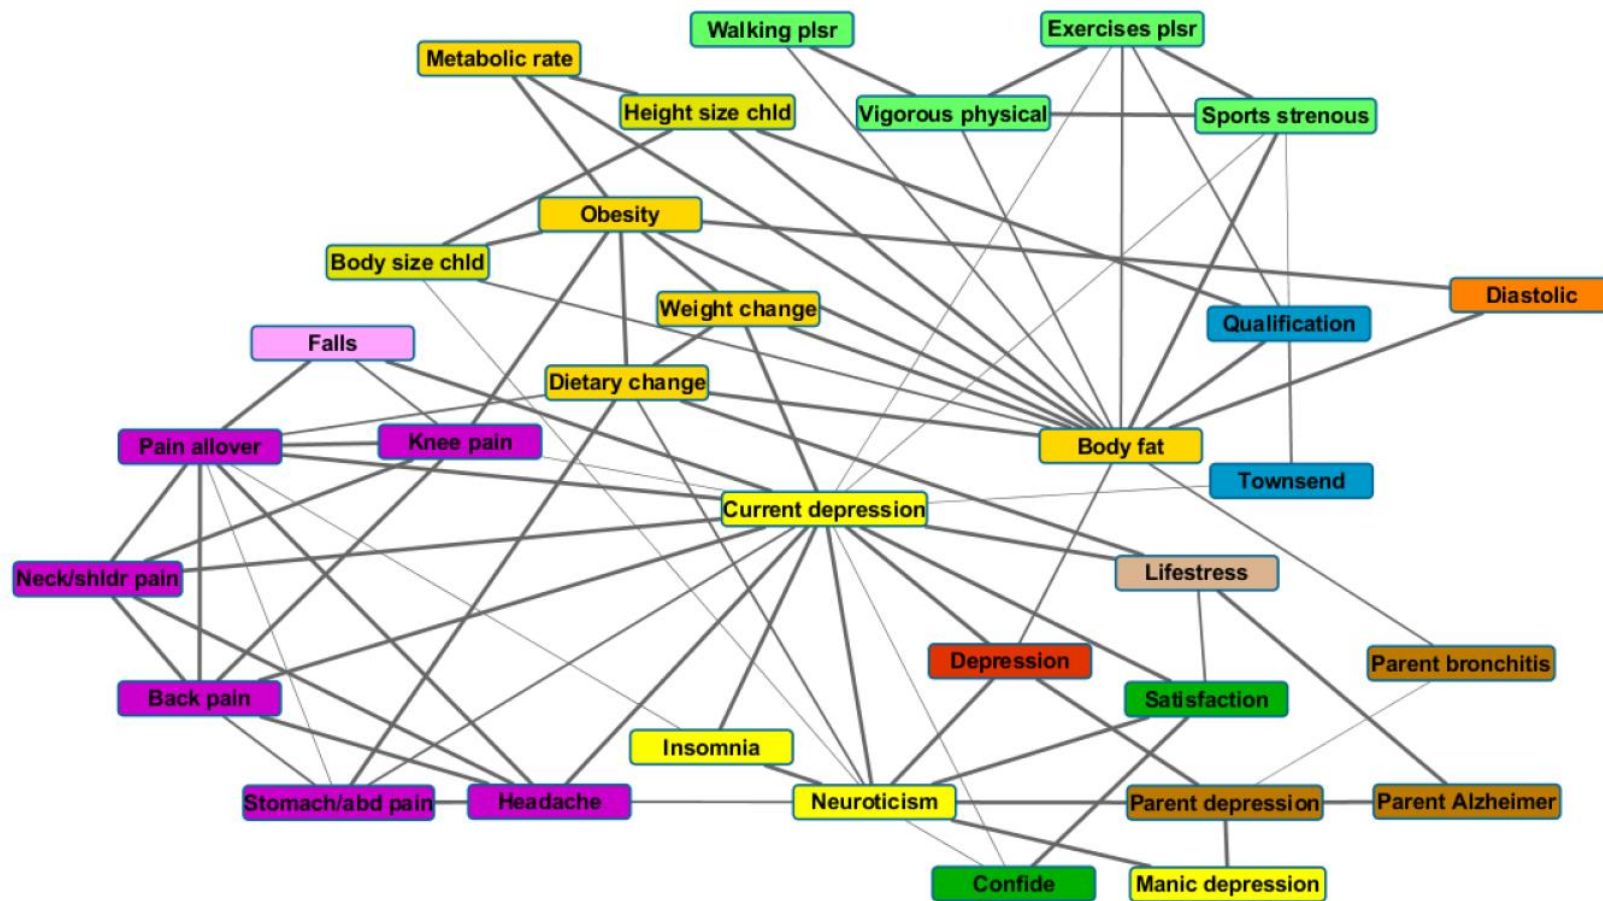 Walking plsr
Exercises plsr
Metabolic rate
Height size chld
Vigorous physical
Sports strenous
Obesity
Body size chld
Weight change
Diastolic
Qualification
Falls
Dietary change
Pain allover
Knee pain
Body fat
Townsend
Current depression
Neck/shldr pain
Lifestress
Depression
Parent bronchitis
Back pain
Satisfaction
Insomnia
Stomach/abd pain
Headache
Neuroticism
Parent depression
Parent Alzheimer
Confide
Manic depression